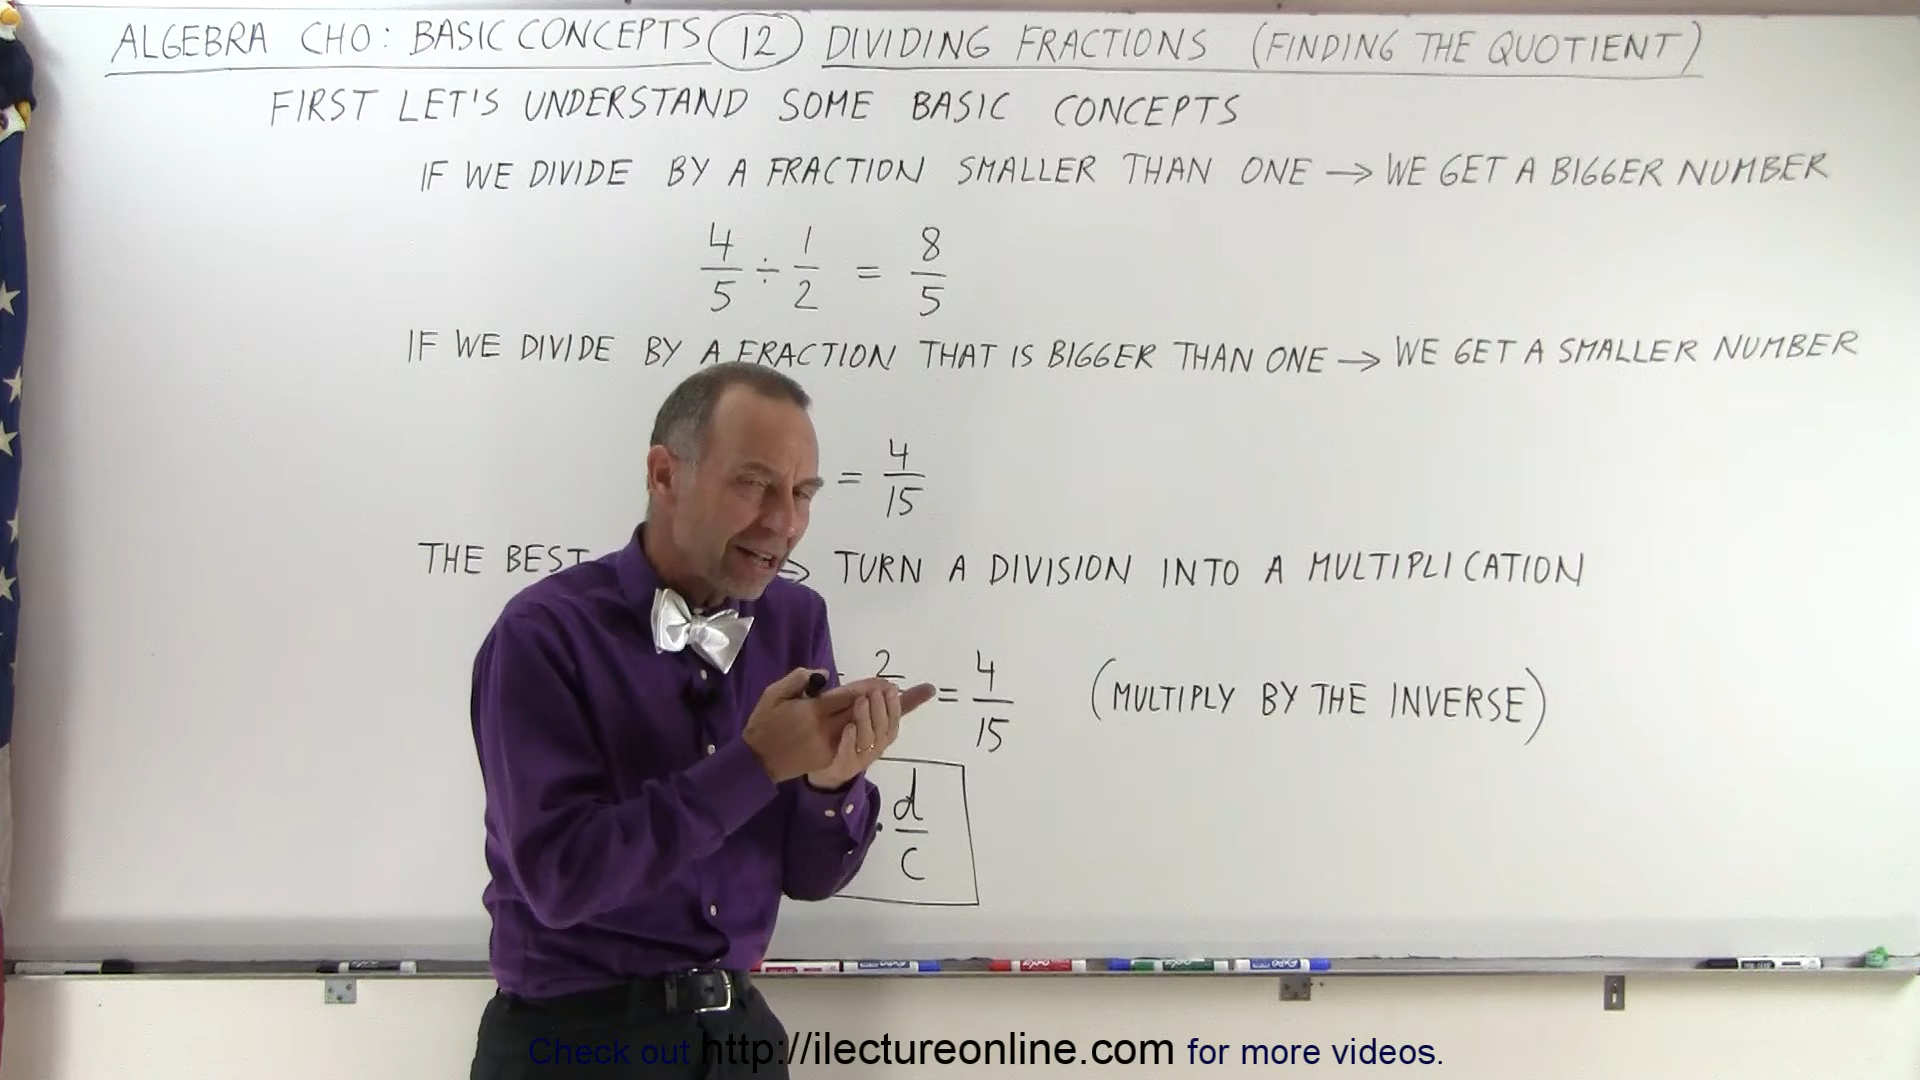 ALGEBRA CH0: BASIC CONCEPTS 12 DIVIDING FRACTIONS (FINDING THE QUOTIENT)
FIRST LET'S UNDERSTAND SOME BASIC CONCEPTS
IF WE DIVIDE BY A FRACTION SMALLER THAN ONE → WE GET A BIGGER NUMBER
4/5 ÷ 1/2 = 8/5
IF WE DIVIDE BY A FRACTION THAT IS BIGGER THAN ONE → WE GET A SMALLER NUMBER
= 4/15
THE BEST ⇒ TURN A DIVISION INTO A MULTIPLICATION
2 = 4/15 (MULTIPLY BY THE INVERSE)
· d/c
Check out http://ilectureonline.com for more videos.